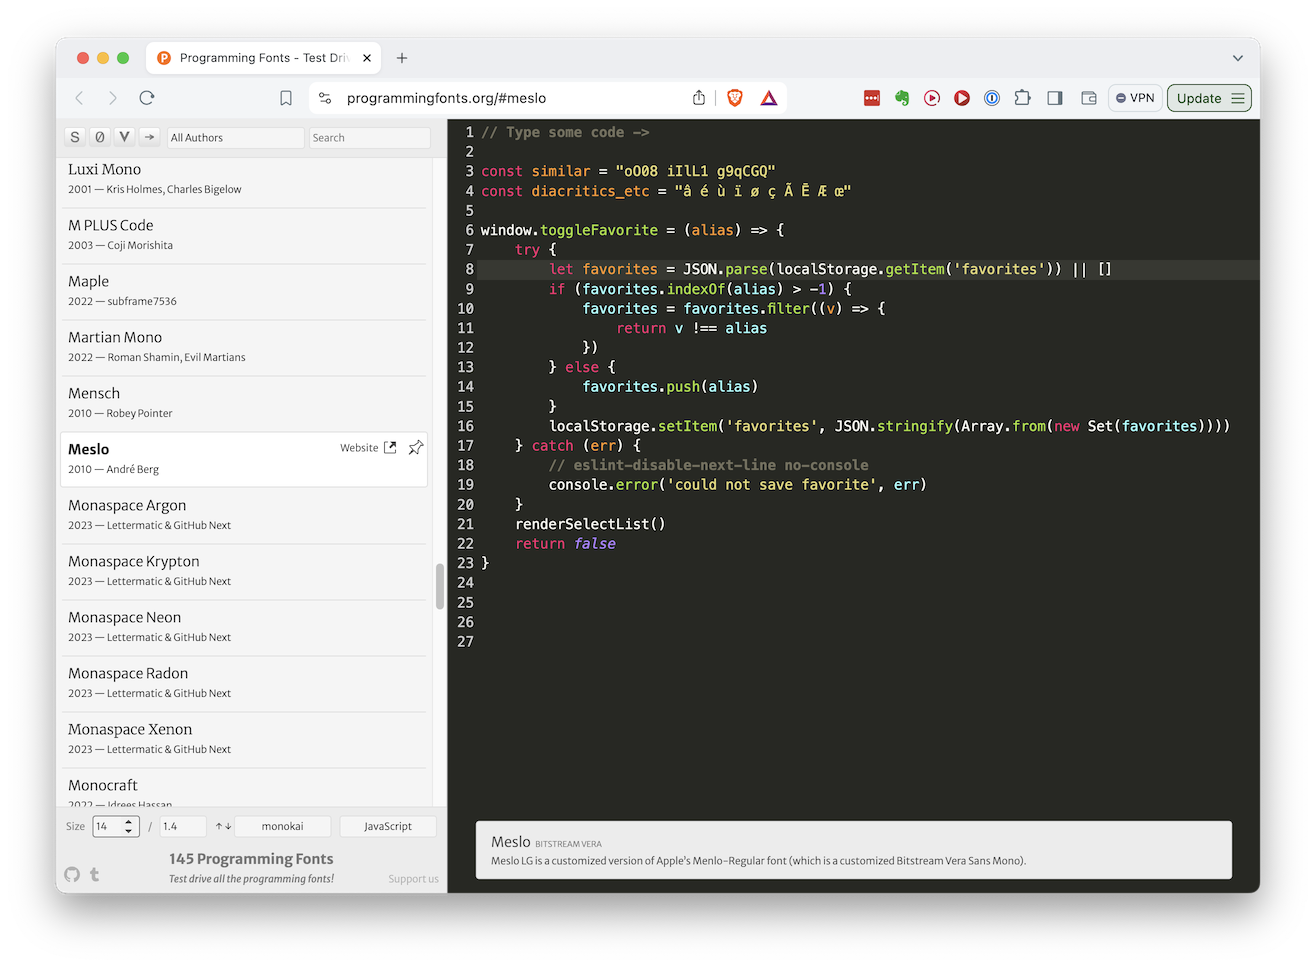 Programming Fonts - Test Driv
programmingfonts.org/#meslo
VPN
Update
S 0 V → All Authors Search
Luxi Mono
2001 — Kris Holmes, Charles Bigelow
M PLUS Code
2003 — Coji Morishita
Maple
2022 — subframe7536
Martian Mono
2022 — Roman Shamin, Evil Martians
Mensch
2010 — Robey Pointer
Meslo Website
2010 — André Berg
Monaspace Argon
2023 — Lettermatic & GitHub Next
Monaspace Krypton
2023 — Lettermatic & GitHub Next
Monaspace Neon
2023 — Lettermatic & GitHub Next
Monaspace Radon
2023 — Lettermatic & GitHub Next
Monaspace Xenon
2023 — Lettermatic & GitHub Next
Monocraft
2022 — Idrees Hassan
Size 14 / 1.4 ↑↓ monokai JavaScript
145 Programming Fonts
Test drive all the programming fonts!
Support us
1 // Type some code ->
2
3 const similar = "oO08 iIlL1 g9qCGQ"
4 const diacritics_etc = "â é ù ï ø ç Ã Ē Æ œ"
5
6 window.toggleFavorite = (alias) => {
7 try {
8 let favorites = JSON.parse(localStorage.getItem('favorites')) || []
9 if (favorites.indexOf(alias) > -1) {
10 favorites = favorites.filter((v) => {
11 return v !== alias
12 })
13 } else {
14 favorites.push(alias)
15 }
16 localStorage.setItem('favorites', JSON.stringify(Array.from(new Set(favorites))))
17 } catch (err) {
18 // eslint-disable-next-line no-console
19 console.error('could not save favorite', err)
20 }
21 renderSelectList()
22 return false
23 }
24
25
26
27
Meslo BITSTREAM VERA
Meslo LG is a customized version of Apple's Menlo-Regular font (which is a customized Bitstream Vera Sans Mono).